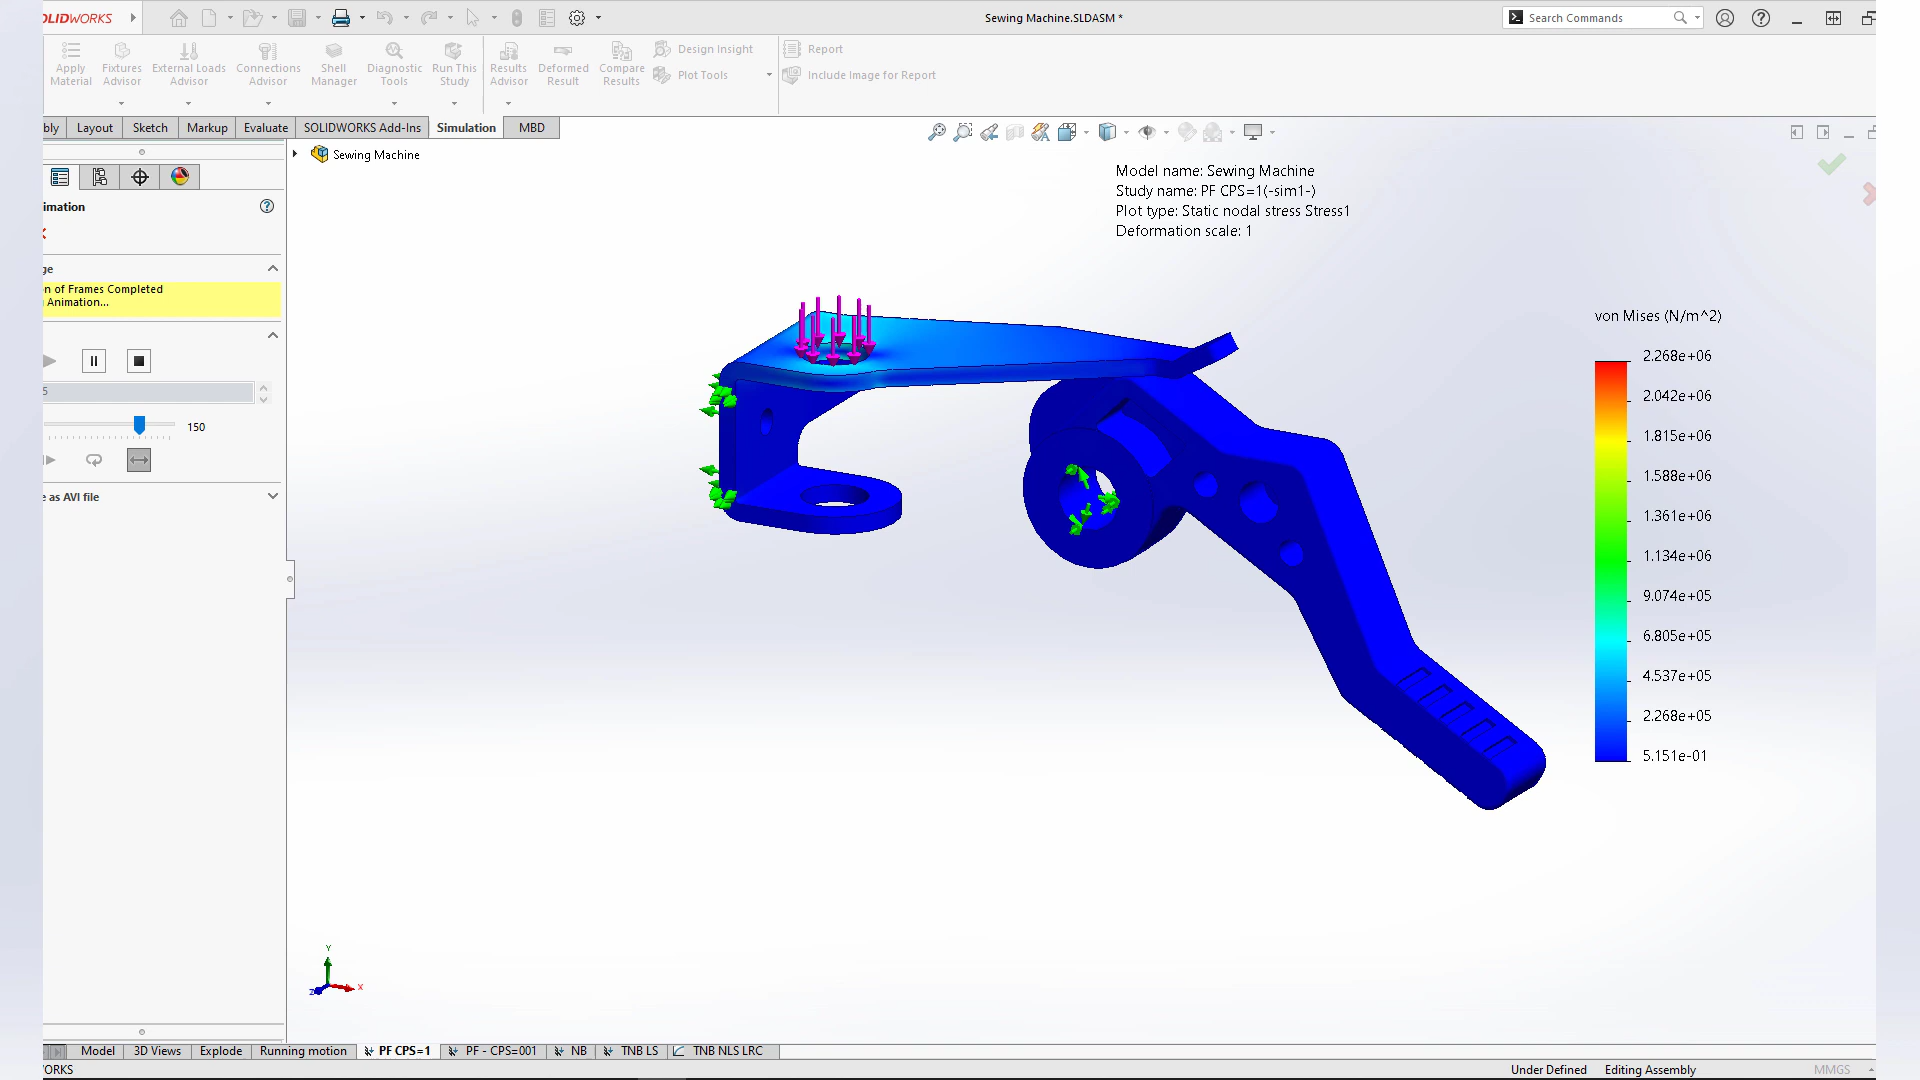 OLIDWORKS
Sewing Machine.SLDASM *
Search Commands
Apply Material
Fixtures Advisor
External Loads Advisor
Connections Advisor
Shell Manager
Diagnostic Tools
Run This Study
Results Advisor
Deformed Result
Compare Results
Design Insight
Plot Tools
Report
Include Image for Report
bly
Layout
Sketch
Markup
Evaluate
SOLIDWORKS Add-Ins
Simulation
MBD
Sewing Machine
imation
ge
n of Frames Completed
Animation...
5
150
e as AVI file
Model name: Sewing Machine
Study name: PF CPS=1(-sim1-)
Plot type: Static nodal stress Stress1
Deformation scale: 1
von Mises (N/m^2)
2.268e+06
2.042e+06
1.815e+06
1.588e+06
1.361e+06
1.134e+06
9.074e+05
6.805e+05
4.537e+05
2.268e+05
5.151e-01
Y
X
Z
Model
3D Views
Explode
Running motion
PF CPS=1
PF - CPS=001
NB
TNB LS
TNB NLS LRC
ORKS
Under Defined
Editing Assembly
MMGS